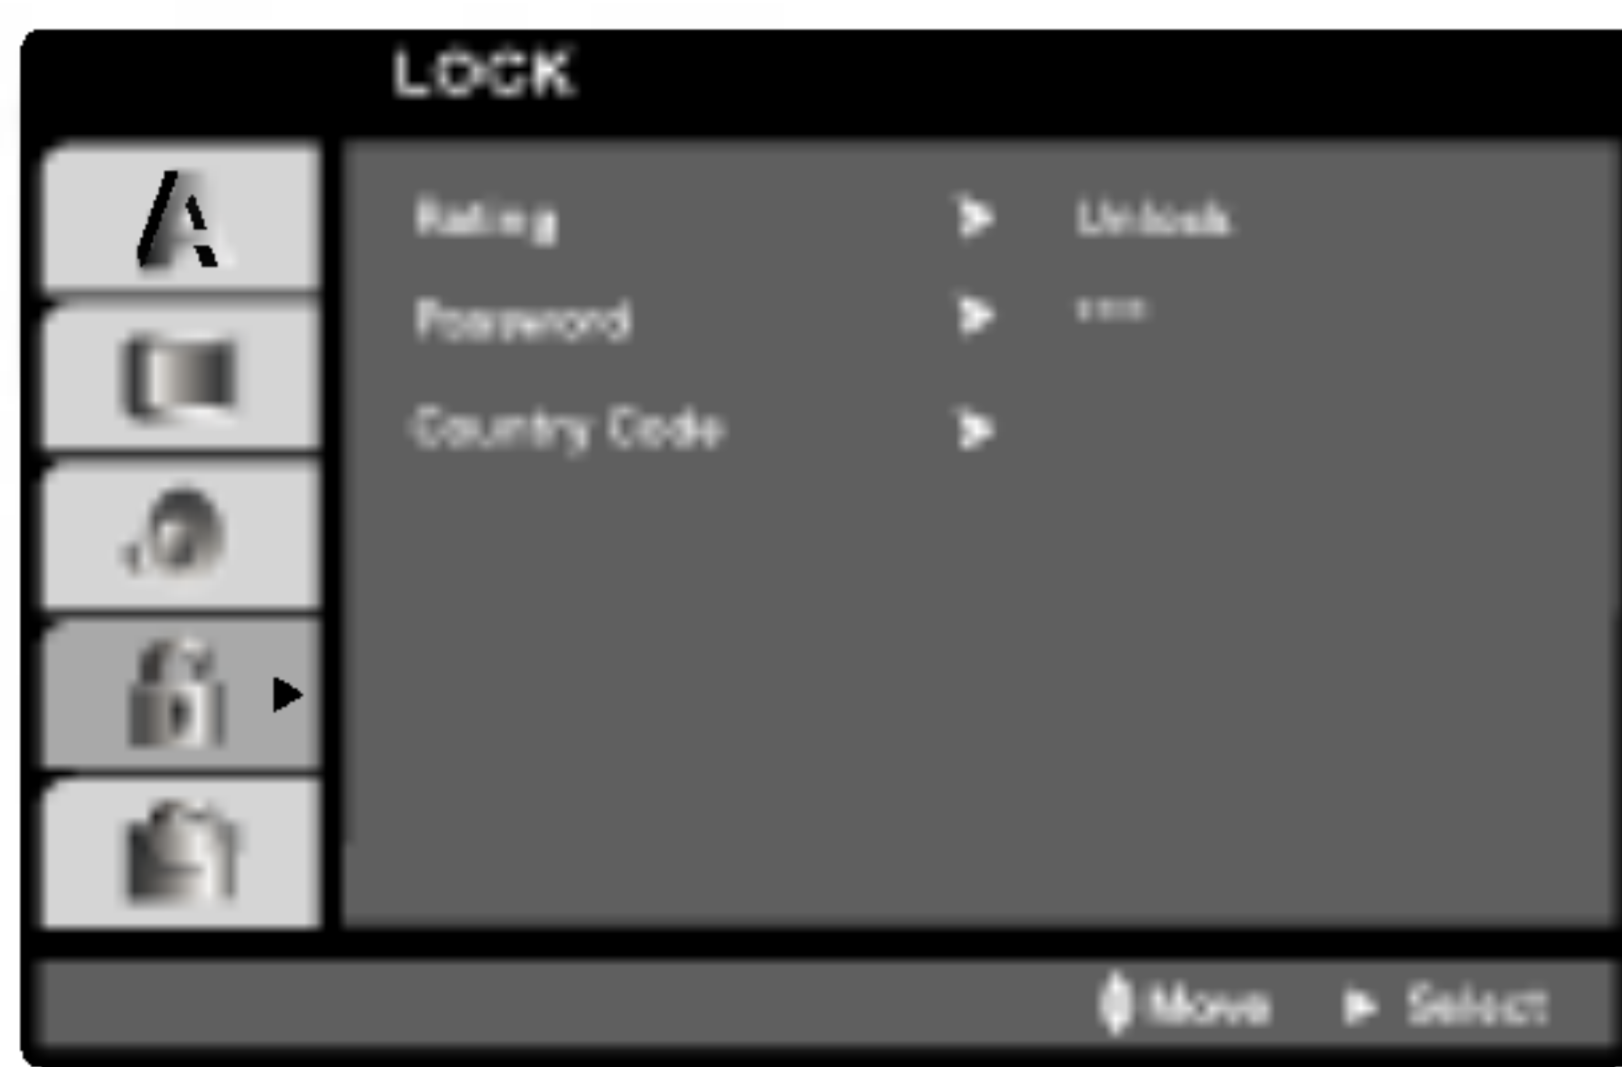 LOCK
A
Rating Unlock
Password ****
Country Code
Move Select